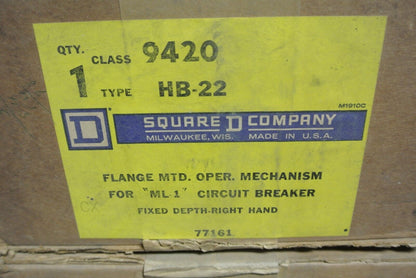 QTY.
1
CLASS 9420
TYPE HB-22
M1910C
D
SQUARE D COMPANY
MILWAUKEE, WIS. MADE IN U.S.A.
FLANGE MTD. OPER. MECHANISM
FOR "ML-1" CIRCUIT BREAKER
FIXED DEPTH-RIGHT HAND
77161